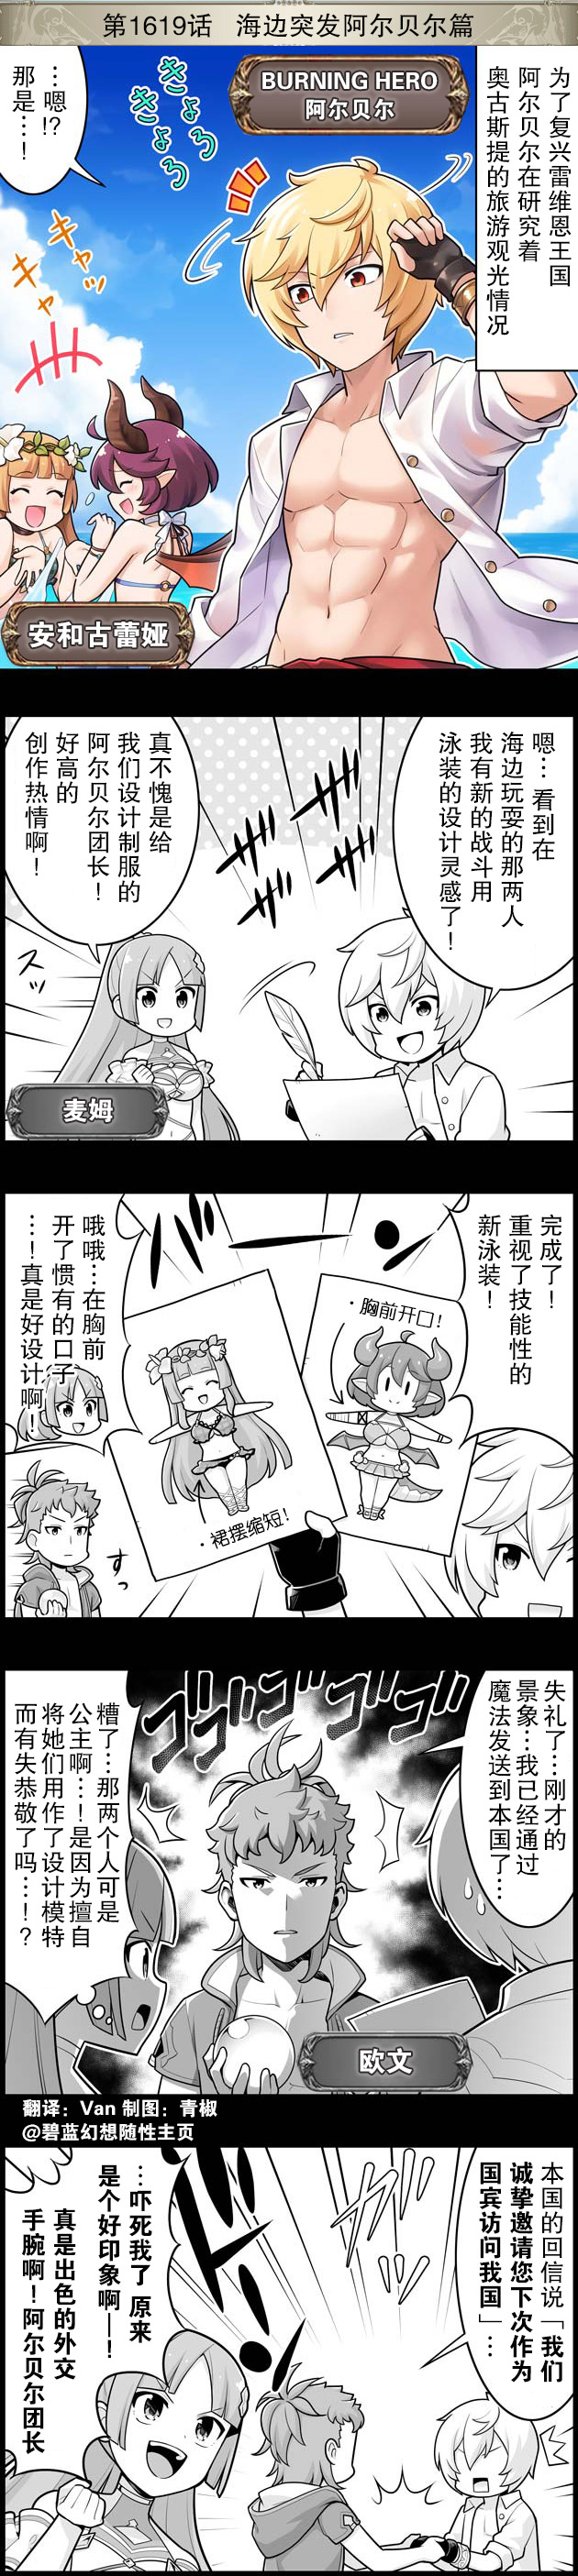 第1619话　海边突发阿尔贝尔篇
BURNING HERO
阿尔贝尔
为了复兴雷维恩王国
阿尔贝尔在研究着
奥古斯提的旅游观光情况
きょろ
きょろ
…嗯!?
那是…!
キャッ
キャッ
安和古蕾娅
嗯…看到在
海边玩耍的那两人
我有新的战斗用
泳装的设计灵感了!
真不愧是给
我们设计制服的
阿尔贝尔团长!
好高的
创作热情啊!
スッ
麦姆
完成了!
重视了技能性的
新泳装!
·胸前开口!
·裙摆缩短!
哦哦…在胸前
开了惯有的口子
…!真是好设计啊!
すっ
失礼了…刚才的
景象…我已经通过
魔法发送到本国了…
ゴゴゴゴゴ
糟了…那两个人可是
公主啊…!是因为擅自
将她们用作了设计模特
而有失恭敬了吗…!?
欧文
翻译：Van 制图：青椒
@碧蓝幻想随性主页
本国的回信说「我们
诚挚邀请您下次作为
国宾访问我国」…
…吓死我了 原来
是个好印象啊—!
真是出色的外交
手腕啊!阿尔贝尔团长